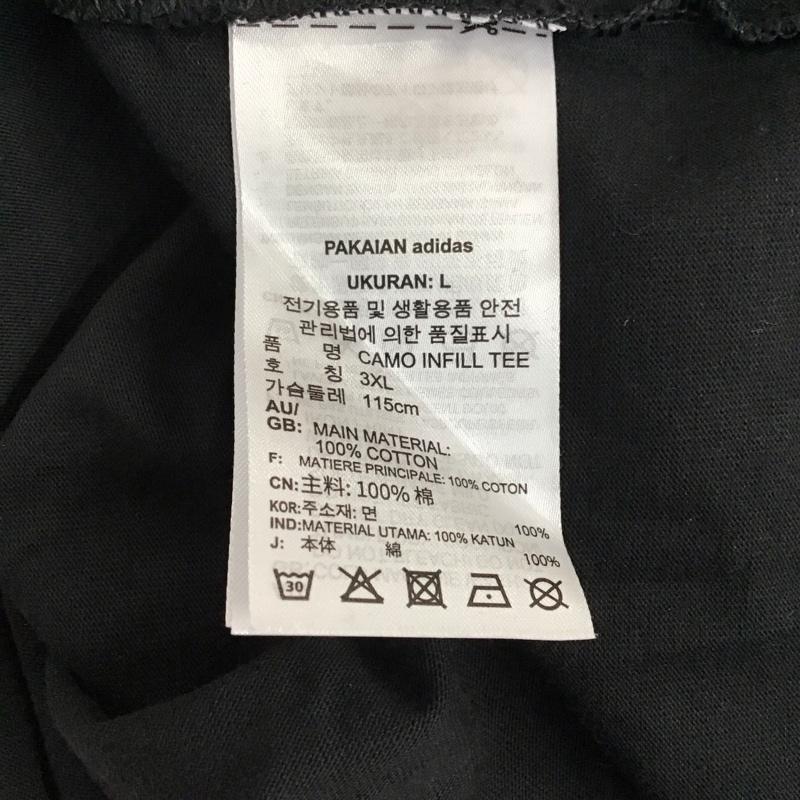 PAKAIAN adidas
UKURAN: L
전기용품 및 생활용품 안전
관리법에 의한 품질표시
품 명 CAMO INFILL TEE
호 칭 3XL
가슴둘레 115cm
AU/
GB: MAIN MATERIAL:
100% COTTON
F: MATIERE PRINCIPALE: 100% COTON
CN: 主料: 100% 棉
KOR: 주소재: 면 100%
IND: MATERIAL UTAMA: 100% KATUN
J: 本体 綿 100%
30